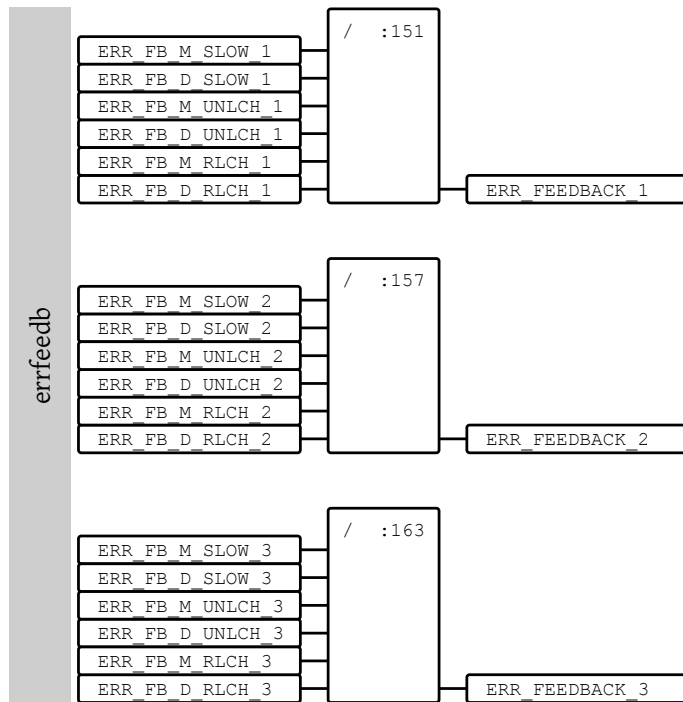 errfeedb
/ :151
ERR_FB_M_SLOW_1
ERR_FB_D_SLOW_1
ERR_FB_M_UNLCH_1
ERR_FB_D_UNLCH_1
ERR_FB_M_RLCH_1
ERR_FB_D_RLCH_1
ERR_FEEDBACK_1
/ :157
ERR_FB_M_SLOW_2
ERR_FB_D_SLOW_2
ERR_FB_M_UNLCH_2
ERR_FB_D_UNLCH_2
ERR_FB_M_RLCH_2
ERR_FB_D_RLCH_2
ERR_FEEDBACK_2
/ :163
ERR_FB_M_SLOW_3
ERR_FB_D_SLOW_3
ERR_FB_M_UNLCH_3
ERR_FB_D_UNLCH_3
ERR_FB_M_RLCH_3
ERR_FB_D_RLCH_3
ERR_FEEDBACK_3